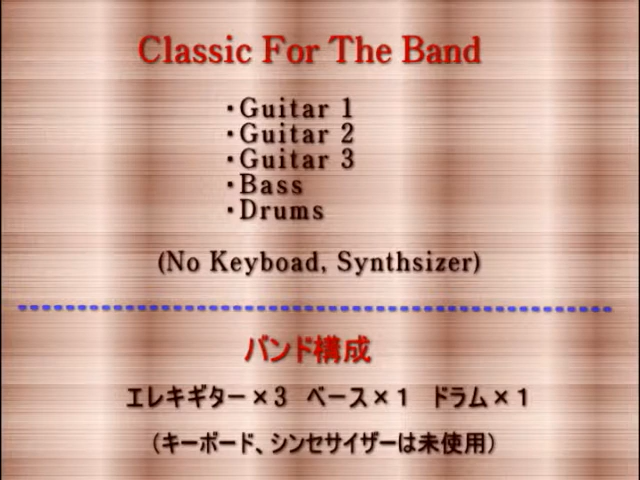 Classic For The Band
・Guitar 1
・Guitar 2
・Guitar 3
・Bass
・Drums
(No Keyboad, Synthsizer)
バンド構成
エレキギター×3　ベース×1　ドラム×1
（キーボード、シンセサイザーは未使用）